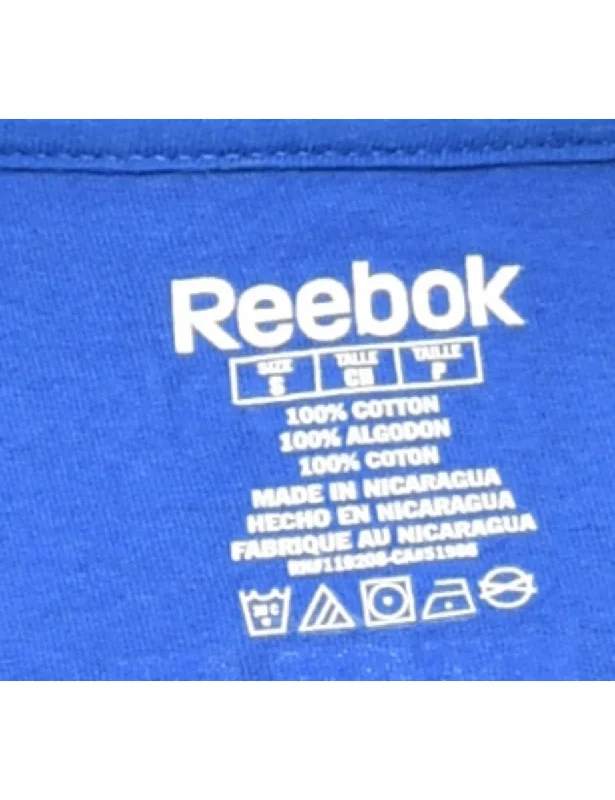 Reebok
SIZE TALLE TAILLE
S CH P
100% COTTON
100% ALGODON
100% COTON
MADE IN NICARAGUA
HECHO EN NICARAGUA
FABRIQUE AU NICARAGUA